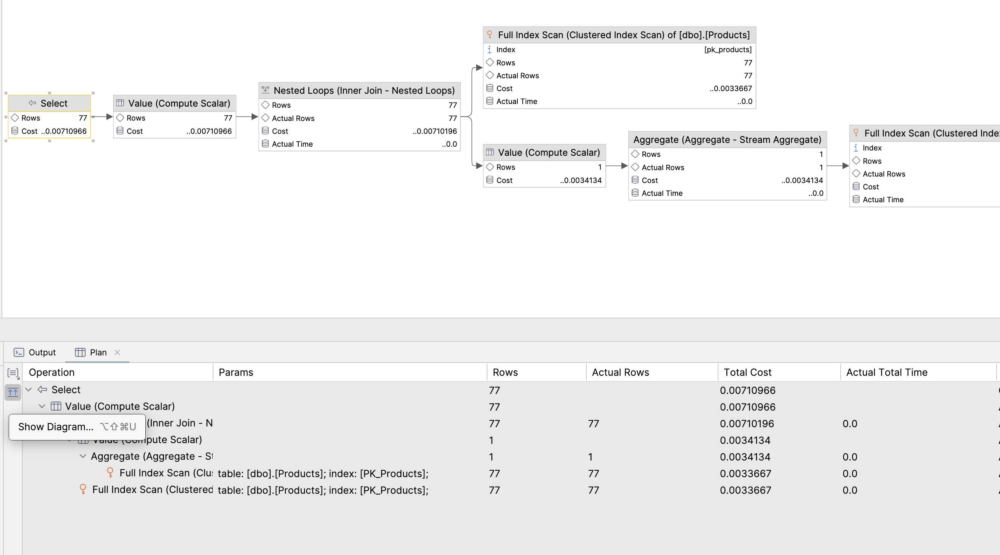 Full Index Scan (Clustered Index Scan) of [dbo].[Products]
Index [pk_products]
Rows 77
Actual Rows 77
Cost ..0.0033667
Actual Time ..0.0
Select
Rows 77
Cost ..0.00710966
Value (Compute Scalar)
Rows 77
Cost ..0.00710966
Nested Loops (Inner Join - Nested Loops)
Rows 77
Actual Rows 77
Cost ..0.00710196
Actual Time ..0.0
Value (Compute Scalar)
Rows 1
Cost ..0.0034134
Aggregate (Aggregate - Stream Aggregate)
Rows 1
Actual Rows 1
Cost ..0.0034134
Actual Time ..0.0
Full Index Scan (Clustered Inde
Index
Rows
Actual Rows
Cost
Actual Time
Output Plan
Operation Params Rows Actual Rows Total Cost Actual Total Time
Select 77 0.00710966
Value (Compute Scalar) 77 0.00710966
(Inner Join - N 77 77 0.00710196 0.0
Show Diagram... ⌥⇧⌘U
Value (Compute Scalar) 1 0.0034134
Aggregate (Aggregate - St 1 1 0.0034134 0.0
Full Index Scan (Clus table: [dbo].[Products]; index: [PK_Products]; 77 77 0.0033667 0.0
Full Index Scan (Clustered table: [dbo].[Products]; index: [PK_Products]; 77 77 0.0033667 0.0